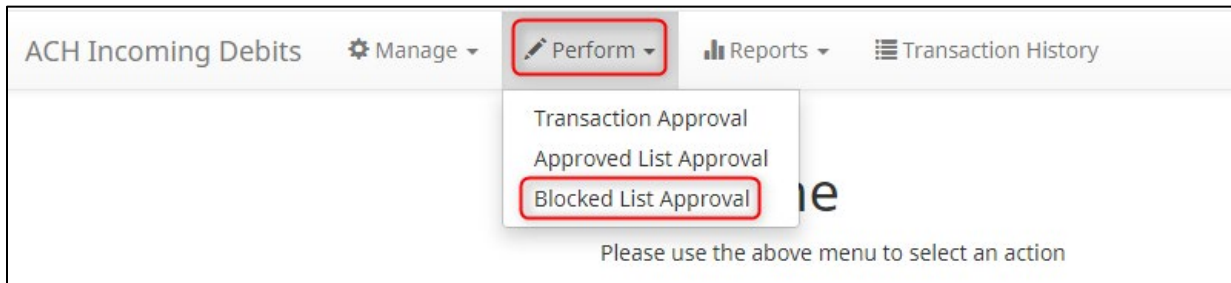 ACH Incoming Debits Manage Perform Reports Transaction History
Transaction Approval
Approved List Approval
Blocked List Approval
Please use the above menu to select an action